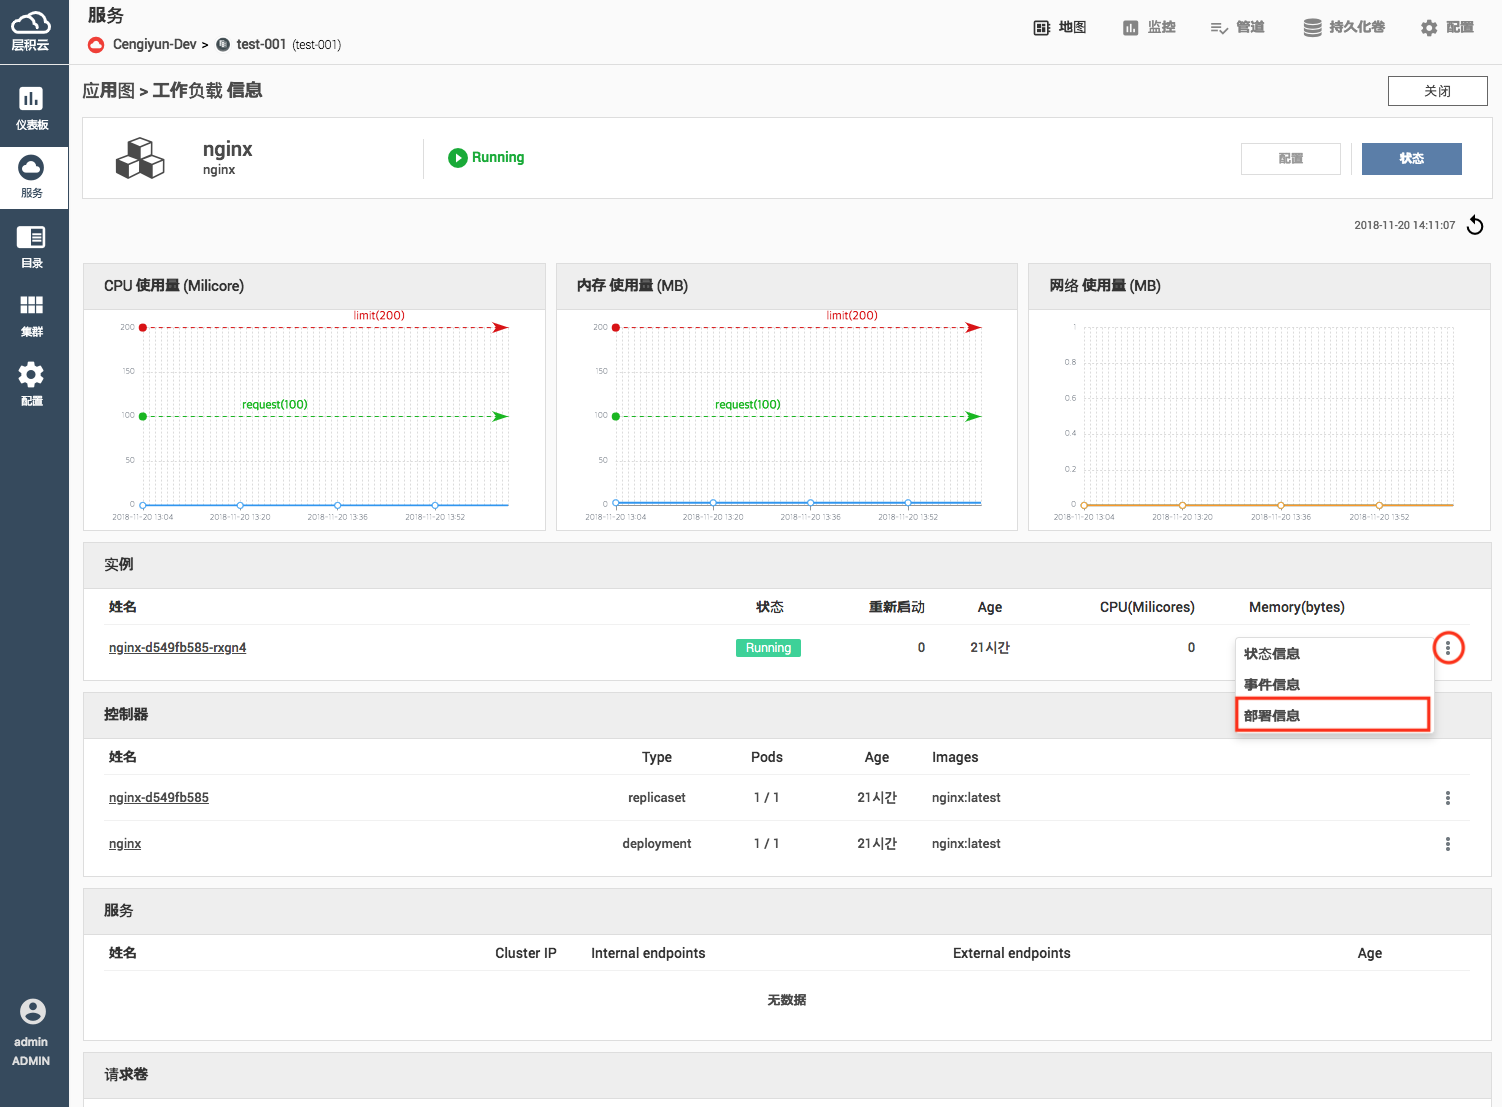 层积云
服务
Cengiyun-Dev > test-001 (test-001)
地图
监控
管道
持久化卷
配置
仪表板
服务
目录
集群
配置
admin
ADMIN
应用图 > 工作负载 信息
关闭
nginx
nginx
Running
配置
状态
2018-11-20 14:11:07
CPU 使用量 (Milicore)
limit(200)
200
150
request(100)
100
50
0
2018-11-20 13:04 2018-11-20 13:20 2018-11-20 13:36 2018-11-20 13:52
内存 使用量 (MB)
limit(200)
200
150
request(100)
100
50
0
2018-11-20 13:04 2018-11-20 13:20 2018-11-20 13:36 2018-11-20 13:52
网络 使用量 (MB)
1
0.8
0.6
0.4
0.2
0
2018-11-20 13:04 2018-11-20 13:20 2018-11-20 13:36 2018-11-20 13:52
实例
姓名 状态 重新启动 Age CPU(Milicores) Memory(bytes)
nginx-d549fb585-rxgn4 Running 0 21시간 0
状态信息
事件信息
部署信息
控制器
姓名 Type Pods Age Images
nginx-d549fb585 replicaset 1 / 1 21시간 nginx:latest
nginx deployment 1 / 1 21시간 nginx:latest
服务
姓名 Cluster IP Internal endpoints External endpoints Age
无数据
请求卷